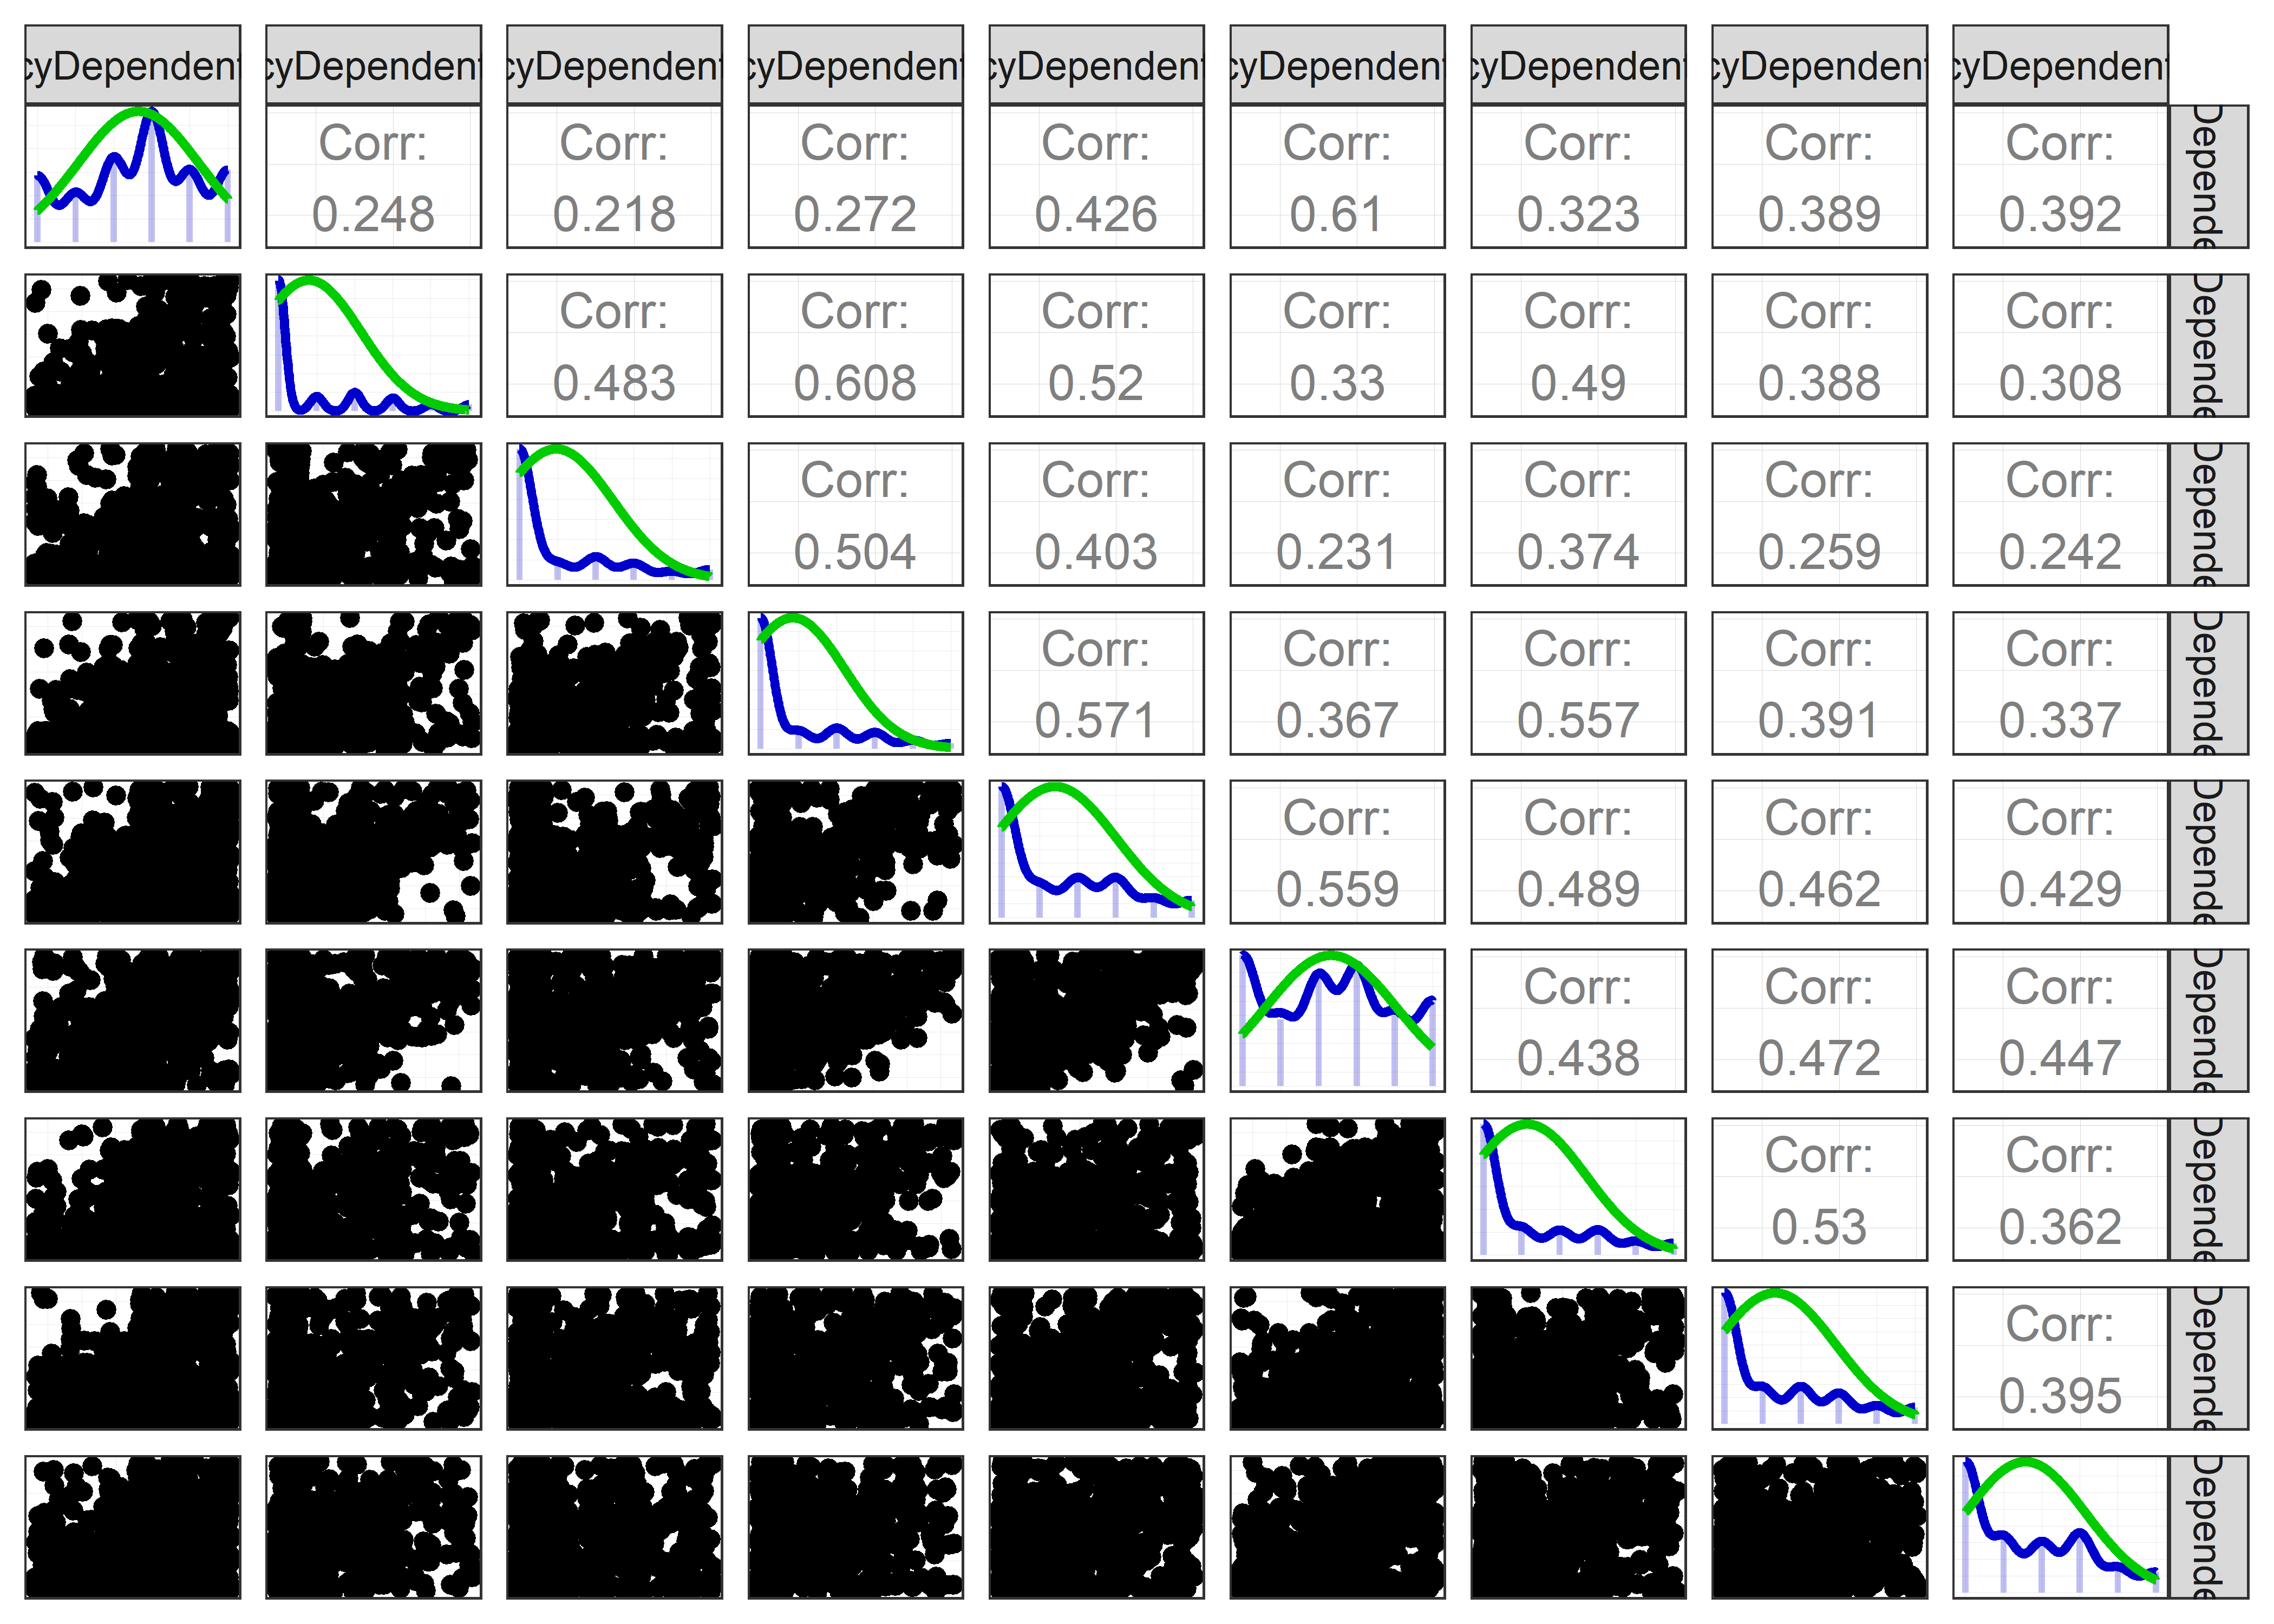 cyDependent cyDependent cyDependent cyDependent cyDependent cyDependent cyDependent cyDependent cyDependent
Corr: Corr: Corr: Corr: Corr: Corr: Corr: Corr:
0.248 0.218 0.272 0.426 0.61 0.323 0.389 0.392
Depende
Corr: Corr: Corr: Corr: Corr: Corr: Corr:
0.483 0.608 0.52 0.33 0.49 0.388 0.308
Depende
Corr: Corr: Corr: Corr: Corr: Corr:
0.504 0.403 0.231 0.374 0.259 0.242
Depende
Corr: Corr: Corr: Corr: Corr:
0.571 0.367 0.557 0.391 0.337
Depende
Corr: Corr: Corr: Corr:
0.559 0.489 0.462 0.429
Depende
Corr: Corr: Corr:
0.438 0.472 0.447
Depende
Corr: Corr:
0.53 0.362
Depende
Corr:
0.395
Depende
Depende